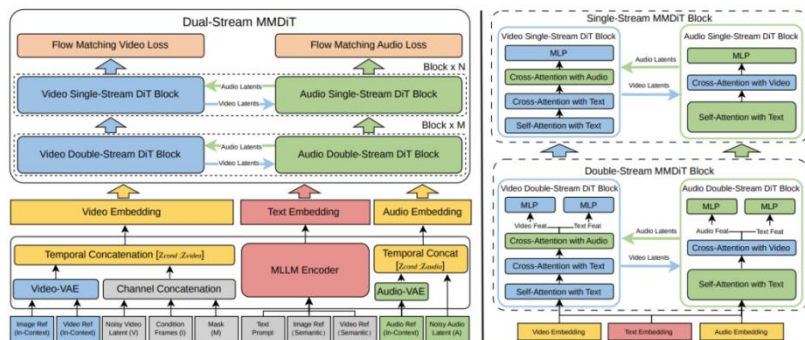 Dual-Stream MMDiT
Flow Matching Video Loss
Flow Matching Audio Loss
Block x N
Video Single-Stream DiT Block
Audio Latents
Video Latents
Audio Single-Stream DiT Block
Block x M
Video Double-Stream DiT Block
Audio Latents
Video Latents
Audio Double-Stream DiT Block
Video Embedding
Text Embedding
Audio Embedding
Temporal Concatenation [Zcond ;Zvideo]
MLLM Encoder
Temporal Concat
[Zcond ;Zaudio]
Video-VAE
Channel Concatenation
Audio-VAE
Image Ref
(In-Context)
Video Ref
(In-Context)
Noisy Video
Latent (V)
Condition
Frames (I)
Mask
(M)
Text
Prompt
Image Ref
(Semantic)
Video Ref
(Semantic)
Audio Ref
(In-Context)
Noisy Audio
Latent (A)
Single-Stream MMDiT Block
Video Single-Stream DiT Block
MLP
Cross-Attention with Audio
Cross-Attention with Text
Self-Attention with Text
Audio Latents
Video Latents
Audio Single-Stream DiT Block
MLP
Cross-Attention with Video
Self-Attention with Text
Double-Stream MMDiT Block
Video Double-Stream DiT Block
MLP
MLP
Video Feat
Text Feat
Cross-Attention with Audio
Cross-Attention with Text
Self-Attention with Text
Audio Latents
Video Latents
Audio Double-Stream DiT Block
MLP
MLP
Audio Feat
Text Feat
Cross-Attention with Video
Self-Attention with Text
Video Embedding
Text Embedding
Audio Embedding